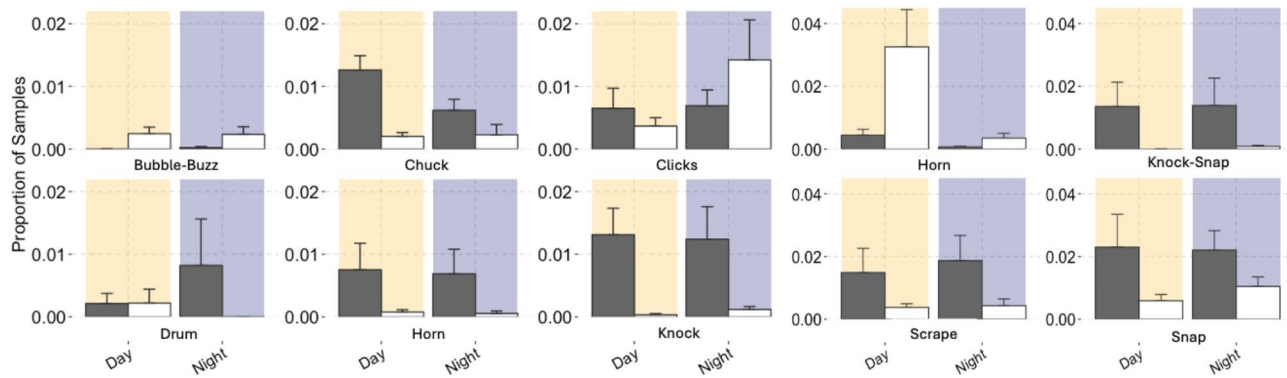 Proportion of Samples
0.02 0.02 0.02 0.04 0.04
0.01 0.01 0.01 0.02 0.02
0.00 0.00 0.00 0.00 0.00
Bubble-Buzz Chuck Clicks Horn Knock-Snap
0.02 0.02 0.02 0.04 0.04
0.01 0.01 0.01 0.02 0.02
0.00 0.00 0.00 0.00 0.00
Drum Horn Knock Scrape Snap
Day Night Day Night Day Night Day Night Day Night